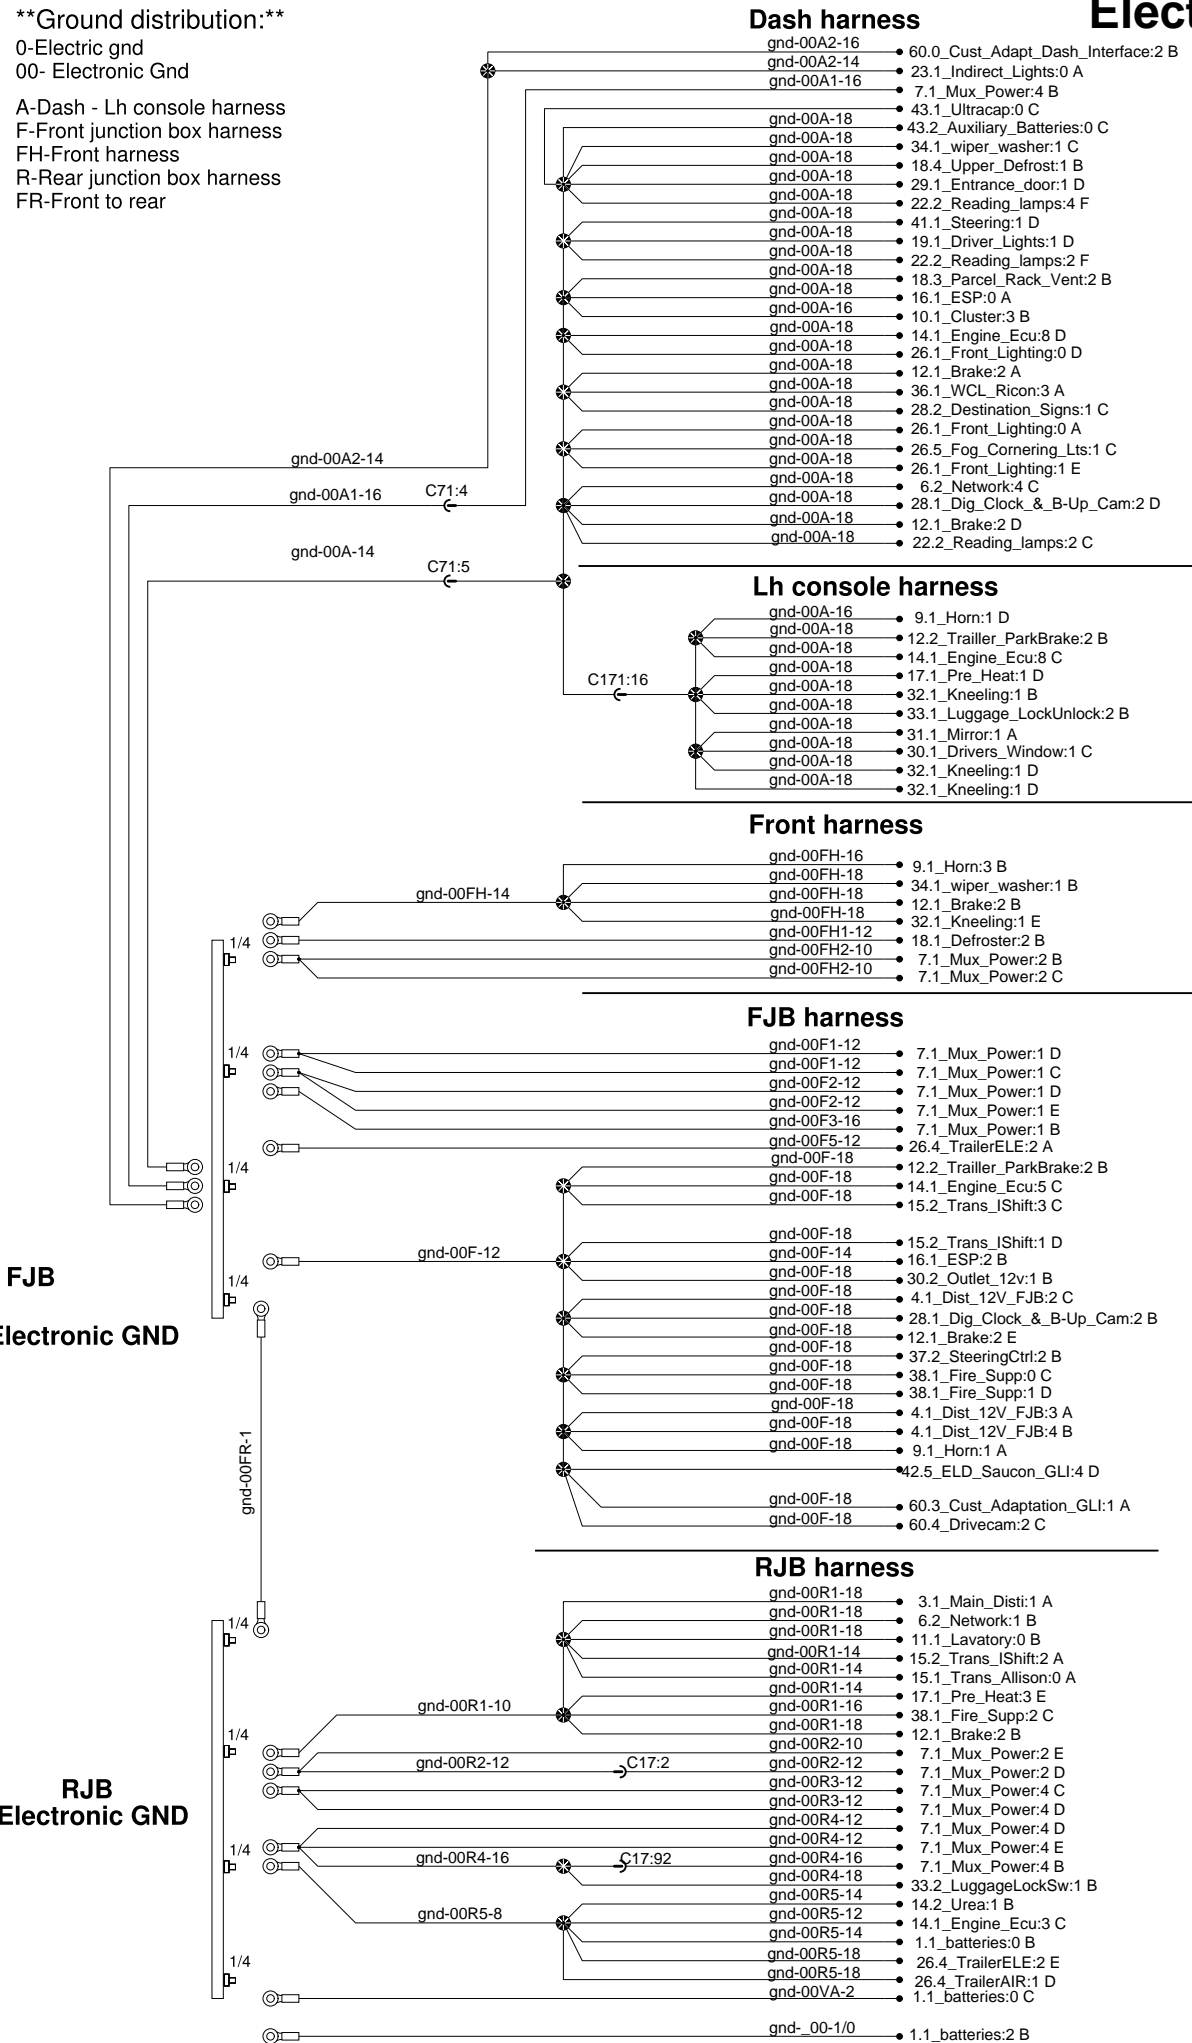 **Ground distribution:**
0-Electric gnd
00- Electronic Gnd
A-Dash - Lh console harness
F-Front junction box harness
FH-Front harness
R-Rear junction box harness
FR-Front to rear
Elect
Dash harness
gnd-00A2-16 60.0_Cust_Adapt_Dash_Interface:2 B
gnd-00A2-14 23.1_Indirect_Lights:0 A
gnd-00A1-16 7.1_Mux_Power:4 B
43.1_Ultracap:0 C
gnd-00A-18 43.2_Auxiliary_Batteries:0 C
gnd-00A-18 34.1_wiper_washer:1 C
gnd-00A-18 18.4_Upper_Defrost:1 B
gnd-00A-18 29.1_Entrance_door:1 D
gnd-00A-18 22.2_Reading_lamps:4 F
gnd-00A-18 41.1_Steering:1 D
gnd-00A-18 19.1_Driver_Lights:1 D
gnd-00A-18 22.2_Reading_lamps:2 F
gnd-00A-18 18.3_Parcel_Rack_Vent:2 B
gnd-00A-18 16.1_ESP:0 A
gnd-00A-16 10.1_Cluster:3 B
gnd-00A-18 14.1_Engine_Ecu:8 D
gnd-00A-18 26.1_Front_Lighting:0 D
gnd-00A-18 12.1_Brake:2 A
gnd-00A-18 36.1_WCL_Ricon:3 A
gnd-00A-18 28.2_Destination_Signs:1 C
gnd-00A-18 26.1_Front_Lighting:0 A
gnd-00A-18 26.5_Fog_Cornering_Lts:1 C
gnd-00A-18 26.1_Front_Lighting:1 E
gnd-00A-18 6.2_Network:4 C
gnd-00A-18 28.1_Dig_Clock_&_B-Up_Cam:2 D
gnd-00A-18 12.1_Brake:2 D
gnd-00A-18 22.2_Reading_lamps:2 C
gnd-00A2-14
gnd-00A1-16 C71:4
gnd-00A-14 C71:5
Lh console harness
gnd-00A-16 9.1_Horn:1 D
gnd-00A-18 12.2_Trailler_ParkBrake:2 B
gnd-00A-18 14.1_Engine_Ecu:8 C
gnd-00A-18 17.1_Pre_Heat:1 D
C171:16 gnd-00A-18 32.1_Kneeling:1 B
gnd-00A-18 33.1_Luggage_LockUnlock:2 B
gnd-00A-18 31.1_Mirror:1 A
gnd-00A-18 30.1_Drivers_Window:1 C
gnd-00A-18 32.1_Kneeling:1 D
gnd-00A-18 32.1_Kneeling:1 D
Front harness
gnd-00FH-16 9.1_Horn:3 B
gnd-00FH-18 34.1_wiper_washer:1 B
gnd-00FH-14 gnd-00FH-18 12.1_Brake:2 B
gnd-00FH-18 32.1_Kneeling:1 E
1/4 gnd-00FH1-12 18.1_Defroster:2 B
gnd-00FH2-10 7.1_Mux_Power:2 B
gnd-00FH2-10 7.1_Mux_Power:2 C
FJB harness
1/4 gnd-00F1-12 7.1_Mux_Power:1 D
gnd-00F1-12 7.1_Mux_Power:1 C
gnd-00F2-12 7.1_Mux_Power:1 D
gnd-00F2-12 7.1_Mux_Power:1 E
gnd-00F3-16 7.1_Mux_Power:1 B
gnd-00F5-12 26.4_TrailerELE:2 A
1/4 gnd-00F-18 12.2_Trailler_ParkBrake:2 B
gnd-00F-18 14.1_Engine_Ecu:5 C
gnd-00F-18 15.2_Trans_IShift:3 C
gnd-00F-18 15.2_Trans_IShift:1 D
gnd-00F-12 gnd-00F-14 16.1_ESP:2 B
1/4 gnd-00F-18 30.2_Outlet_12v:1 B
gnd-00F-18 4.1_Dist_12V_FJB:2 C
gnd-00F-18 28.1_Dig_Clock_&_B-Up_Cam:2 B
gnd-00F-18 12.1_Brake:2 E
gnd-00F-18 37.2_SteeringCtrl:2 B
gnd-00F-18 38.1_Fire_Supp:0 C
gnd-00F-18 38.1_Fire_Supp:1 D
gnd-00F-18 4.1_Dist_12V_FJB:3 A
gnd-00F-18 4.1_Dist_12V_FJB:4 B
gnd-00F-18 9.1_Horn:1 A
42.5_ELD_Saucon_GLI:4 D
gnd-00F-18 60.3_Cust_Adaptation_GLI:1 A
gnd-00F-18 60.4_Drivecam:2 C
FJB
Electronic GND
gnd-00FR-1
RJB harness
gnd-00R1-18 3.1_Main_Disti:1 A
1/4 gnd-00R1-18 6.2_Network:1 B
gnd-00R1-18 11.1_Lavatory:0 B
gnd-00R1-14 15.2_Trans_IShift:2 A
gnd-00R1-14 15.1_Trans_Allison:0 A
gnd-00R1-14 17.1_Pre_Heat:3 E
gnd-00R1-10 gnd-00R1-16 38.1_Fire_Supp:2 C
1/4 gnd-00R1-18 12.1_Brake:2 B
gnd-00R2-10 7.1_Mux_Power:2 E
gnd-00R2-12 C17:2 gnd-00R2-12 7.1_Mux_Power:2 D
gnd-00R3-12 7.1_Mux_Power:4 C
gnd-00R3-12 7.1_Mux_Power:4 D
gnd-00R4-12 7.1_Mux_Power:4 D
1/4 gnd-00R4-12 7.1_Mux_Power:4 E
gnd-00R4-16 C17:92 gnd-00R4-16 7.1_Mux_Power:4 B
gnd-00R4-18 33.2_LuggageLockSw:1 B
gnd-00R5-14 14.2_Urea:1 B
gnd-00R5-8 gnd-00R5-12 14.1_Engine_Ecu:3 C
gnd-00R5-14 1.1_batteries:0 B
1/4 gnd-00R5-18 26.4_TrailerELE:2 E
gnd-00R5-18 26.4_TrailerAIR:1 D
gnd-00VA-2 1.1_batteries:0 C
gnd-_00-1/0 1.1_batteries:2 B
RJB
Electronic GND